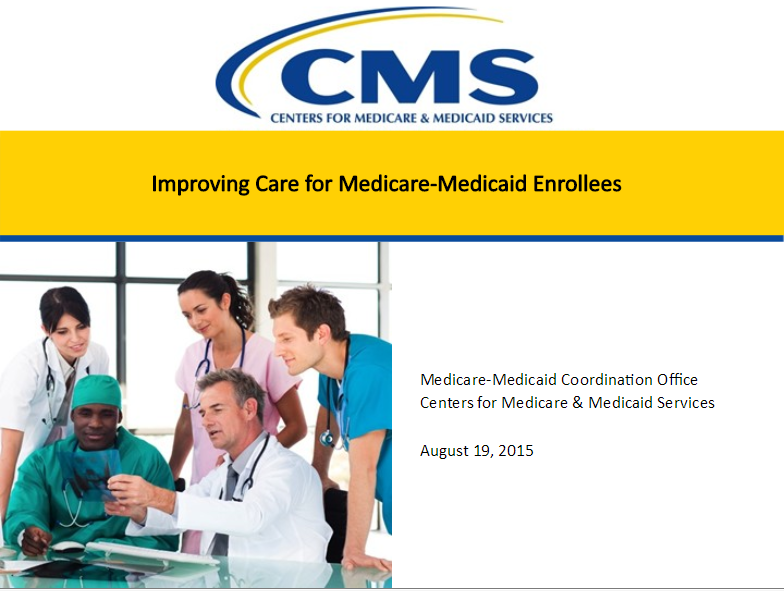 CMS
CENTERS FOR MEDICARE & MEDICAID SERVICES
Improving Care for Medicare-Medicaid Enrollees
Medicare-Medicaid Coordination Office
Centers for Medicare & Medicaid Services
August 19, 2015